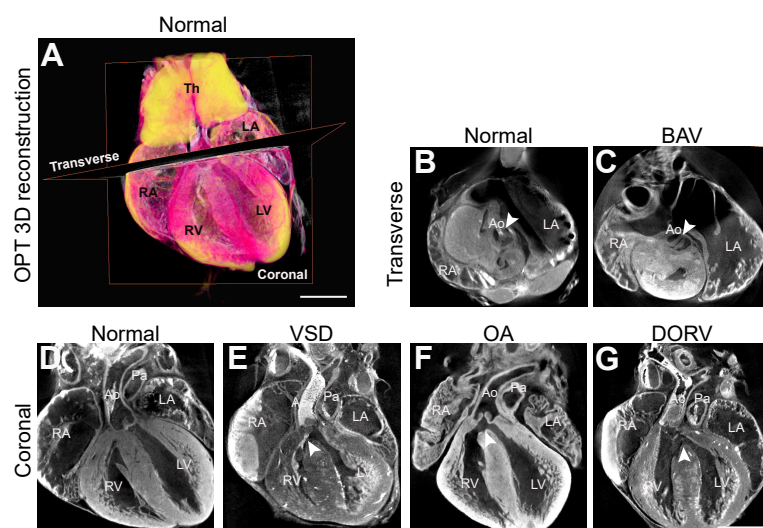 Normal
OPT 3D reconstruction
A
Th
LA
Transverse
RA
LV
RV
Coronal
Normal
BAV
Transverse
B
Ao
LA
RA
C
Ao
RA
LA
Normal
VSD
OA
DORV
Coronal
D
Pa
Ao
LA
RA
LV
RV
E
A
Pa
RA
LA
RV
LV
F
Ao
Pa
RA
LA
RV
LV
G
Ao
Pa
RA
LA
RV
LV